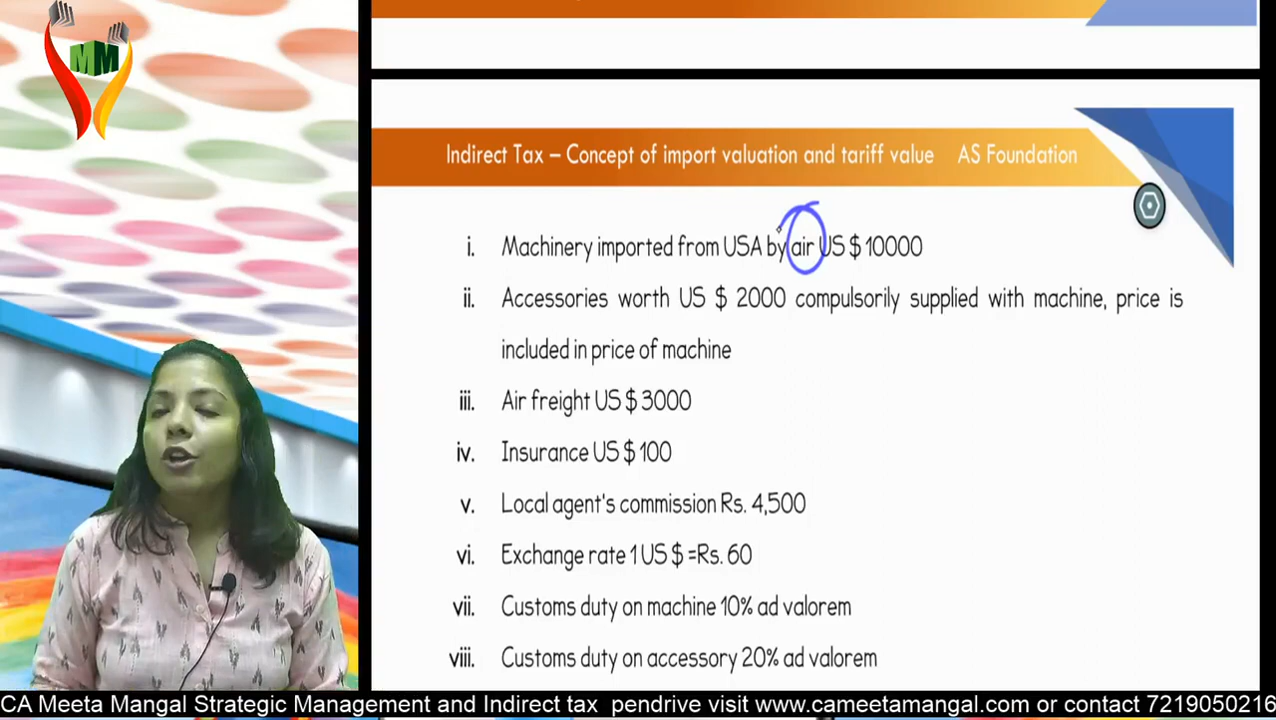 MM
Indirect Tax – Concept of import valuation and tariff value AS Foundation
i. Machinery imported from USA by air US $ 10000
ii. Accessories worth US $ 2000 compulsorily supplied with machine, price is
included in price of machine
iii. Air freight US $ 3000
iv. Insurance US $ 100
v. Local agent's commission Rs. 4,500
vi. Exchange rate 1 US $ =Rs. 60
vii. Customs duty on machine 10% ad valorem
viii. Customs duty on accessory 20% ad valorem
CA Meeta Mangal Strategic Management and Indirect tax pendrive visit www.cameetamangal.com or contact 7219050216